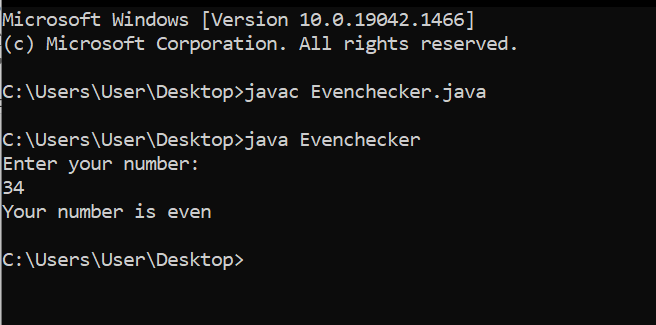 Microsoft Windows [Version 10.0.19042.1466]
(c) Microsoft Corporation. All rights reserved.
C:\Users\User\Desktop>javac Evenchecker.java
C:\Users\User\Desktop>java Evenchecker
Enter your number:
34
Your number is even
C:\Users\User\Desktop>